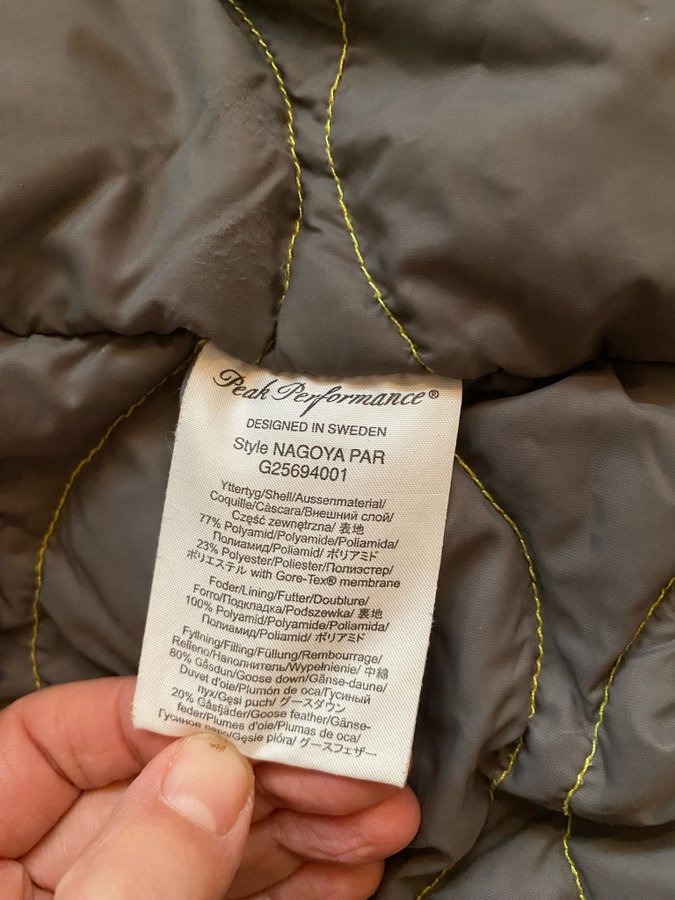 Peak Performance®
DESIGNED IN SWEDEN
Style NAGOYA PAR
G25694001
Yttertyg/Shell/Aussenmaterial/
Coquille/Cáscara/Внешний слой/
Część zewnętrzna/ 表地
77% Polyamid/Polyamide/Poliamida/
Полиамид/Poliamid/ ポリアミド
23% Polyester/Poliester/Полиэстер/
ポリエステル with Gore-Tex® membrane
Foder/Lining/Futter/Doublure/
Forro/Подкладка/Podszewka/ 裏地
100% Polyamid/Polyamide/Poliamida/
Полиамид/Poliamid/ ポリアミド
Fyllning/Filling/Füllung/Rembourrage/
Relleno/Наполнитель/Wypełnienie/ 中綿
80% Gåsdun/Goose down/Gänse-daune/
Duvet d'oie/Plumón de oca/Гусиный
пух/Gęsi puch/ グースダウン
20% Gåsfjäder/Goose feather/Gänse-
feder/Plumes d'oie/Plumas de oca/
Гусиное перо/Gęsie pióra/ グースフェザー